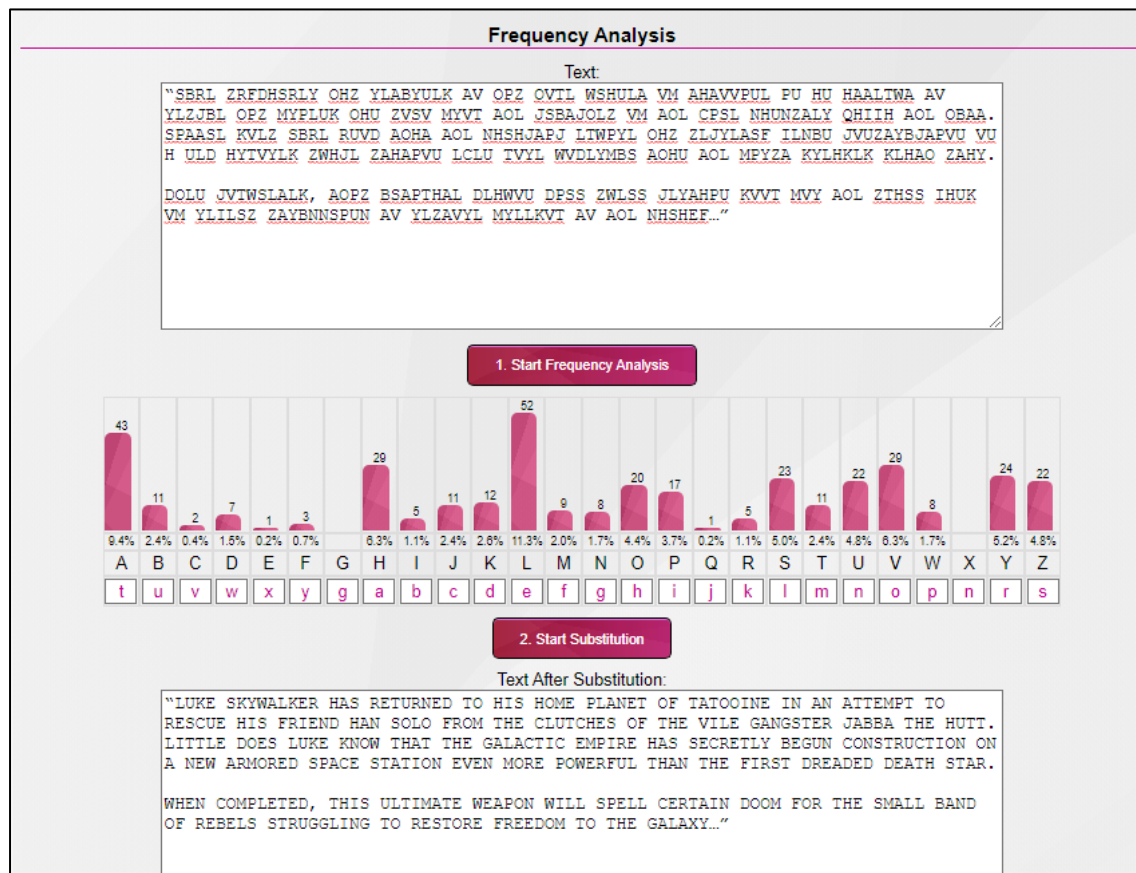 Frequency Analysis
Text:
“SBRL ZRFDHSRLY OHZ YLABYULK AV OPZ OVTL WSHULA VM AHAVVPUL PU HU HAALTWA AV
YLZJBL OPZ MYPLUK OHU ZVSV MYVT AOL JSBAJOLZ VM AOL CPSL NHUNZALY QHIIH AOL OBAA.
SPAASL KVLZ SBRL RUVD AOHA AOL NHSHJAPJ LTWPYL OHZ ZLJYLASF ILNBU JVUZAYBJAPVU VU
H ULD HYTVYLK ZWHJL ZAHAPVU LCLU TVYL WVDLYMBS AOHU AOL MPYZA KYLHKLK KLHAO ZAHY.
DOLU JVTWSLALK, AOPZ BSAPTHAL DLHWVU DPSS ZWLSS JLYAHPU KVVT MVY AOL ZTHSS IHUK
VM YLILSZ ZAYBNNSPUN AV YLZAVYL MYLLKVT AV AOL NHSHEF…”
1. Start Frequency Analysis
43 11 2 7 1 3 29 5 11 12 52 9 8 20 17 1 5 23 11 22 29 8 24 22
9.4% 2.4% 0.4% 1.5% 0.2% 0.7% 6.3% 1.1% 2.4% 2.6% 11.3% 2.0% 1.7% 4.4% 3.7% 0.2% 1.1% 5.0% 2.4% 4.8% 6.3% 1.7% 5.2% 4.8%
A B C D E F G H I J K L M N O P Q R S T U V W X Y Z
t u v w x y g a b c d e f g h i j k l m n o p n r s
2. Start Substitution
Text After Substitution:
“LUKE SKYWALKER HAS RETURNED TO HIS HOME PLANET OF TATOOINE IN AN ATTEMPT TO
RESCUE HIS FRIEND HAN SOLO FROM THE CLUTCHES OF THE VILE GANGSTER JABBA THE HUTT.
LITTLE DOES LUKE KNOW THAT THE GALACTIC EMPIRE HAS SECRETLY BEGUN CONSTRUCTION ON
A NEW ARMORED SPACE STATION EVEN MORE POWERFUL THAN THE FIRST DREADED DEATH STAR.
WHEN COMPLETED, THIS ULTIMATE WEAPON WILL SPELL CERTAIN DOOM FOR THE SMALL BAND
OF REBELS STRUGGLING TO RESTORE FREEDOM TO THE GALAXY…”